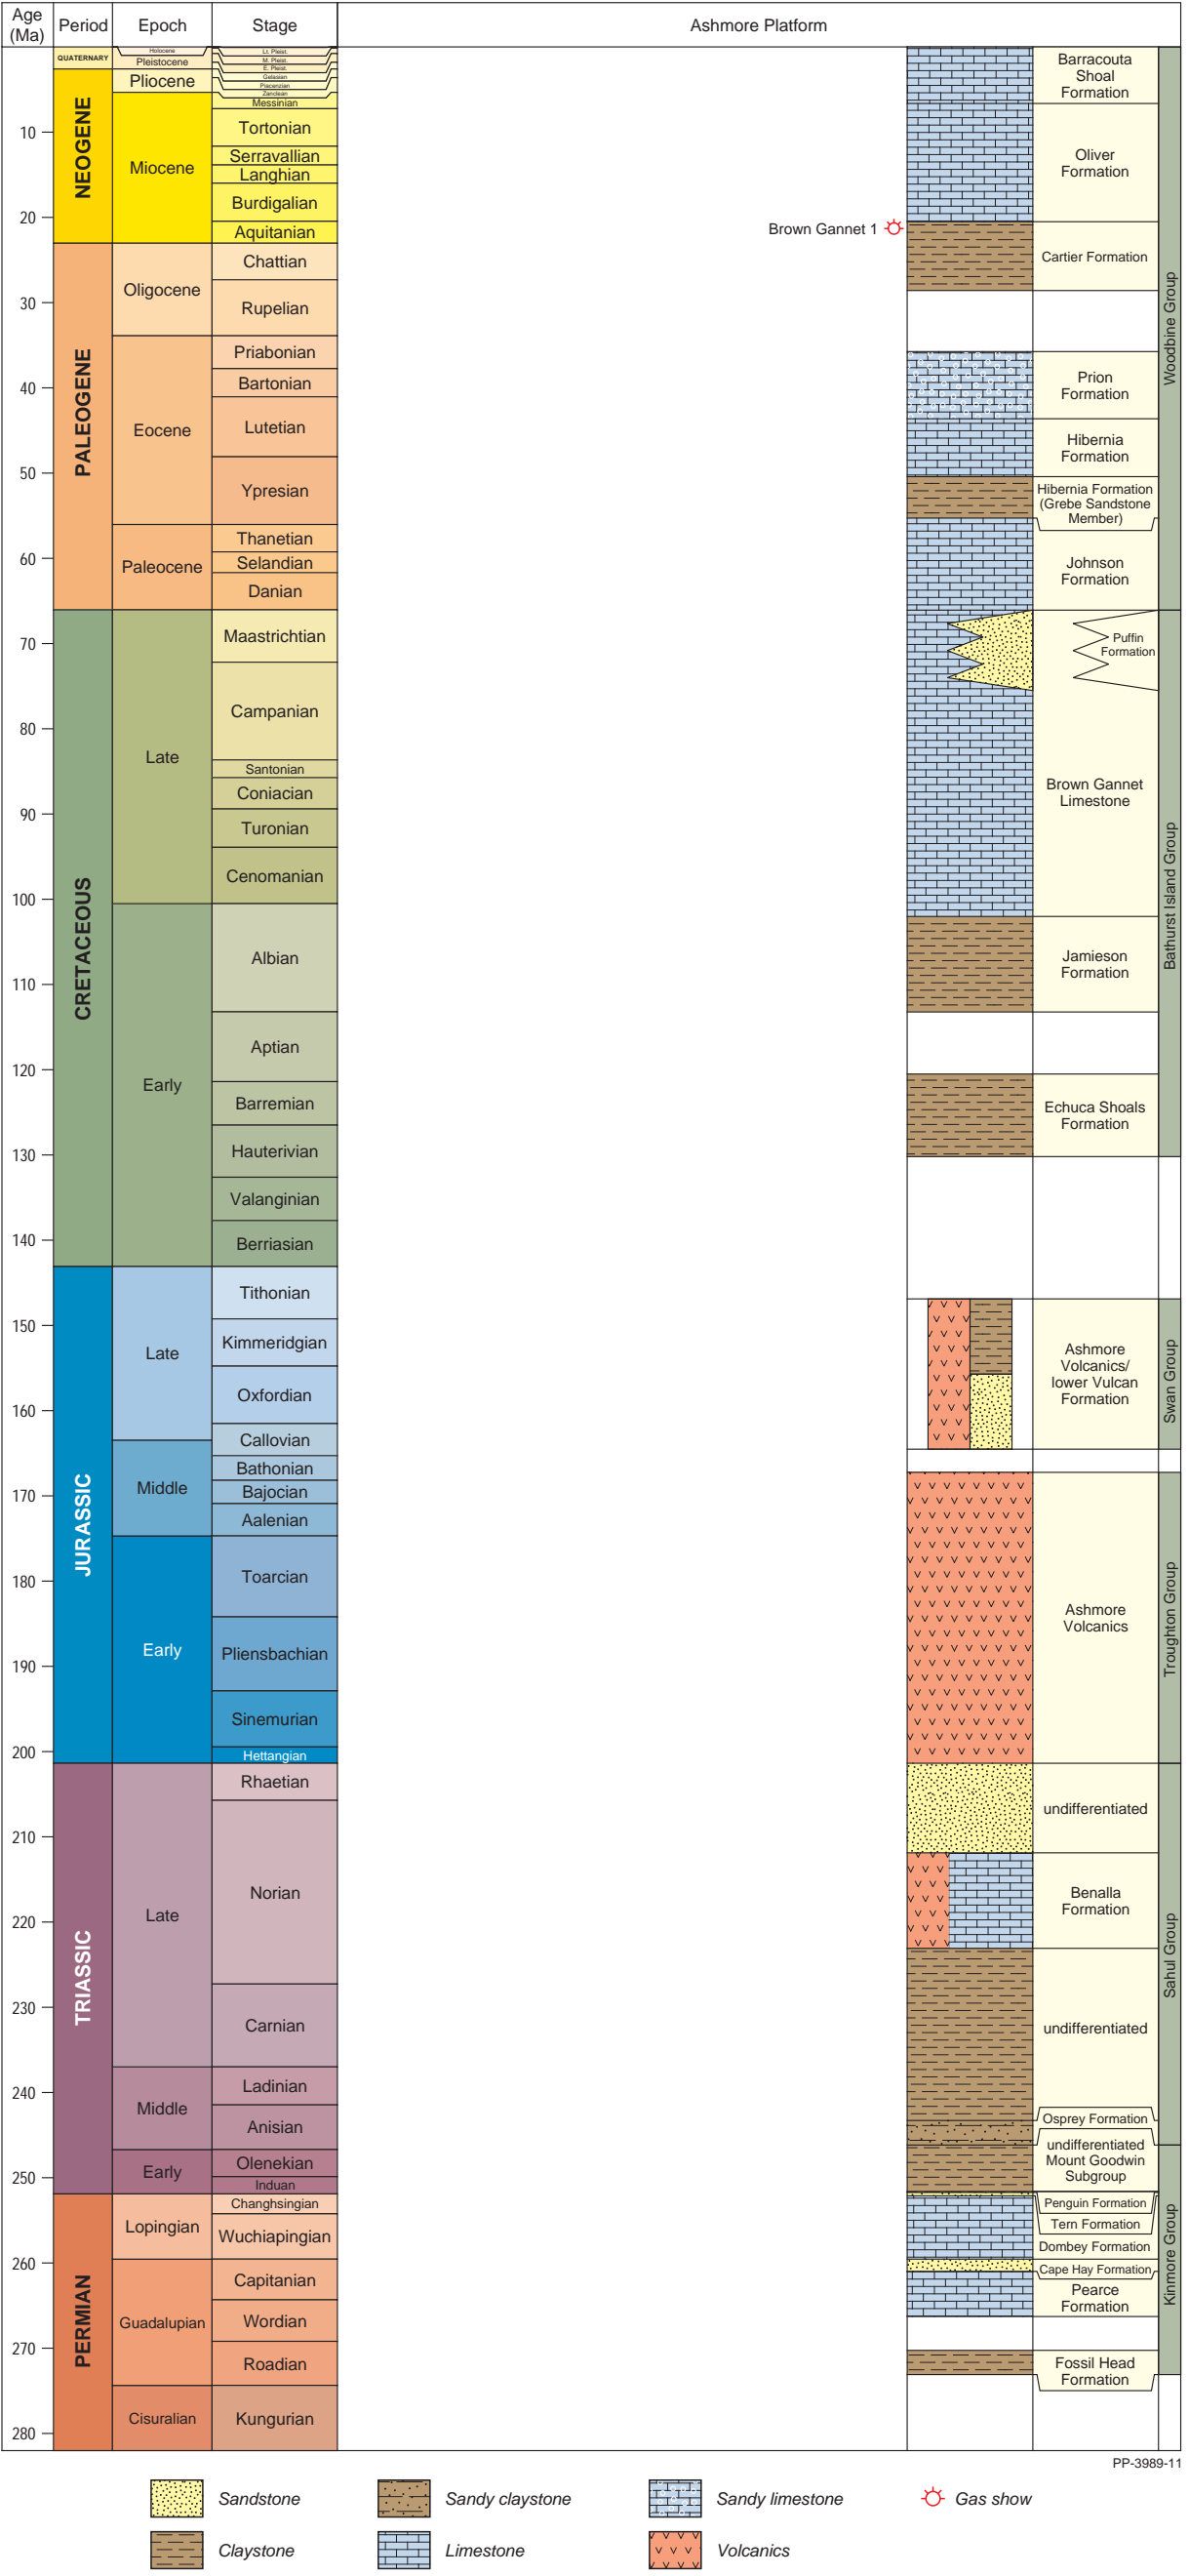 Age
(Ma)
Period
Epoch
Stage
Ashmore Platform
QUATERNARY
NEOGENE
PALEOGENE
CRETACEOUS
JURASSIC
TRIASSIC
PERMIAN
Holocene
Pleistocene
Pliocene
Miocene
Oligocene
Eocene
Paleocene
Late
Early
Late
Middle
Early
Late
Middle
Early
Lopingian
Guadalupian
Cisuralian
Lt. Pleist.
M. Pleist.
E. Pleist.
Gelasian
Piacenzian
Zanclean
Messinian
Tortonian
Serravallian
Langhian
Burdigalian
Aquitanian
Chattian
Rupelian
Priabonian
Bartonian
Lutetian
Ypresian
Thanetian
Selandian
Danian
Maastrichtian
Campanian
Santonian
Coniacian
Turonian
Cenomanian
Albian
Aptian
Barremian
Hauterivian
Valanginian
Berriasian
Tithonian
Kimmeridgian
Oxfordian
Callovian
Bathonian
Bajocian
Aalenian
Toarcian
Pliensbachian
Sinemurian
Hettangian
Rhaetian
Norian
Carnian
Ladinian
Anisian
Olenekian
Induan
Changhsingian
Wuchiapingian
Capitanian
Wordian
Roadian
Kungurian
10
20
30
40
50
60
70
80
90
100
110
120
130
140
150
160
170
180
190
200
210
220
230
240
250
260
270
280
Brown Gannet 1
Barracouta
Shoal
Formation
Oliver
Formation
Cartier Formation
Prion
Formation
Hibernia
Formation
Hibernia Formation
(Grebe Sandstone
Member)
Johnson
Formation
Puffin
Formation
Brown Gannet
Limestone
Jamieson
Formation
Echuca Shoals
Formation
Ashmore
Volcanics/
lower Vulcan
Formation
Ashmore
Volcanics
undifferentiated
Benalla
Formation
undifferentiated
Osprey Formation
undifferentiated
Mount Goodwin
Subgroup
Penguin Formation
Tern Formation
Dombey Formation
Cape Hay Formation
Pearce
Formation
Fossil Head
Formation
Woodbine Group
Bathurst Island Group
Swan Group
Troughton Group
Sahul Group
Kinmore Group
PP-3989-11
Sandstone
Sandy claystone
Sandy limestone
Gas show
Claystone
Limestone
Volcanics